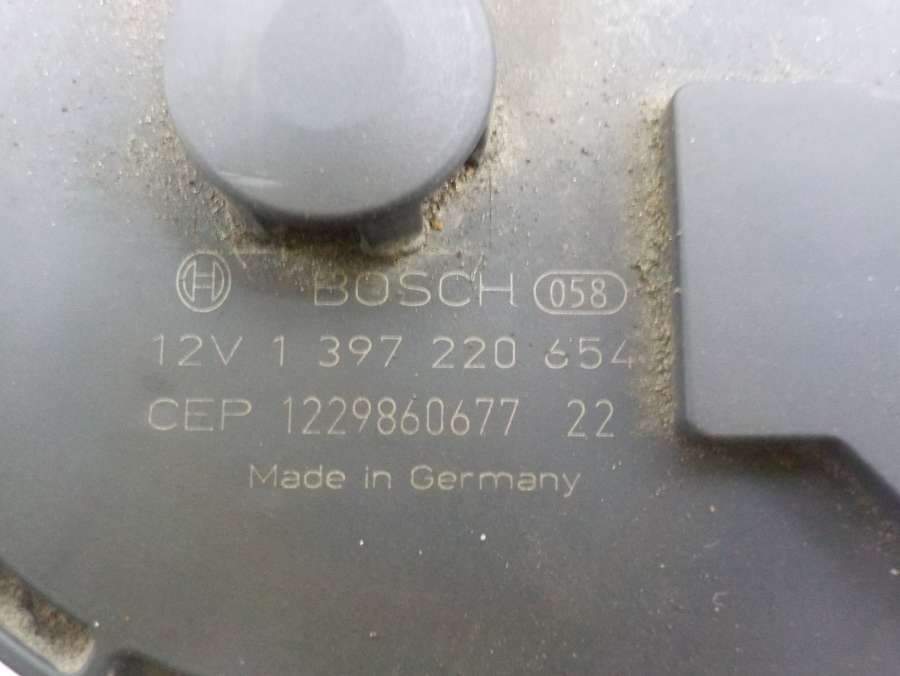 BOSCH 058
12V 1 397 220 654
CEP 1229860677 22
Made in Germany